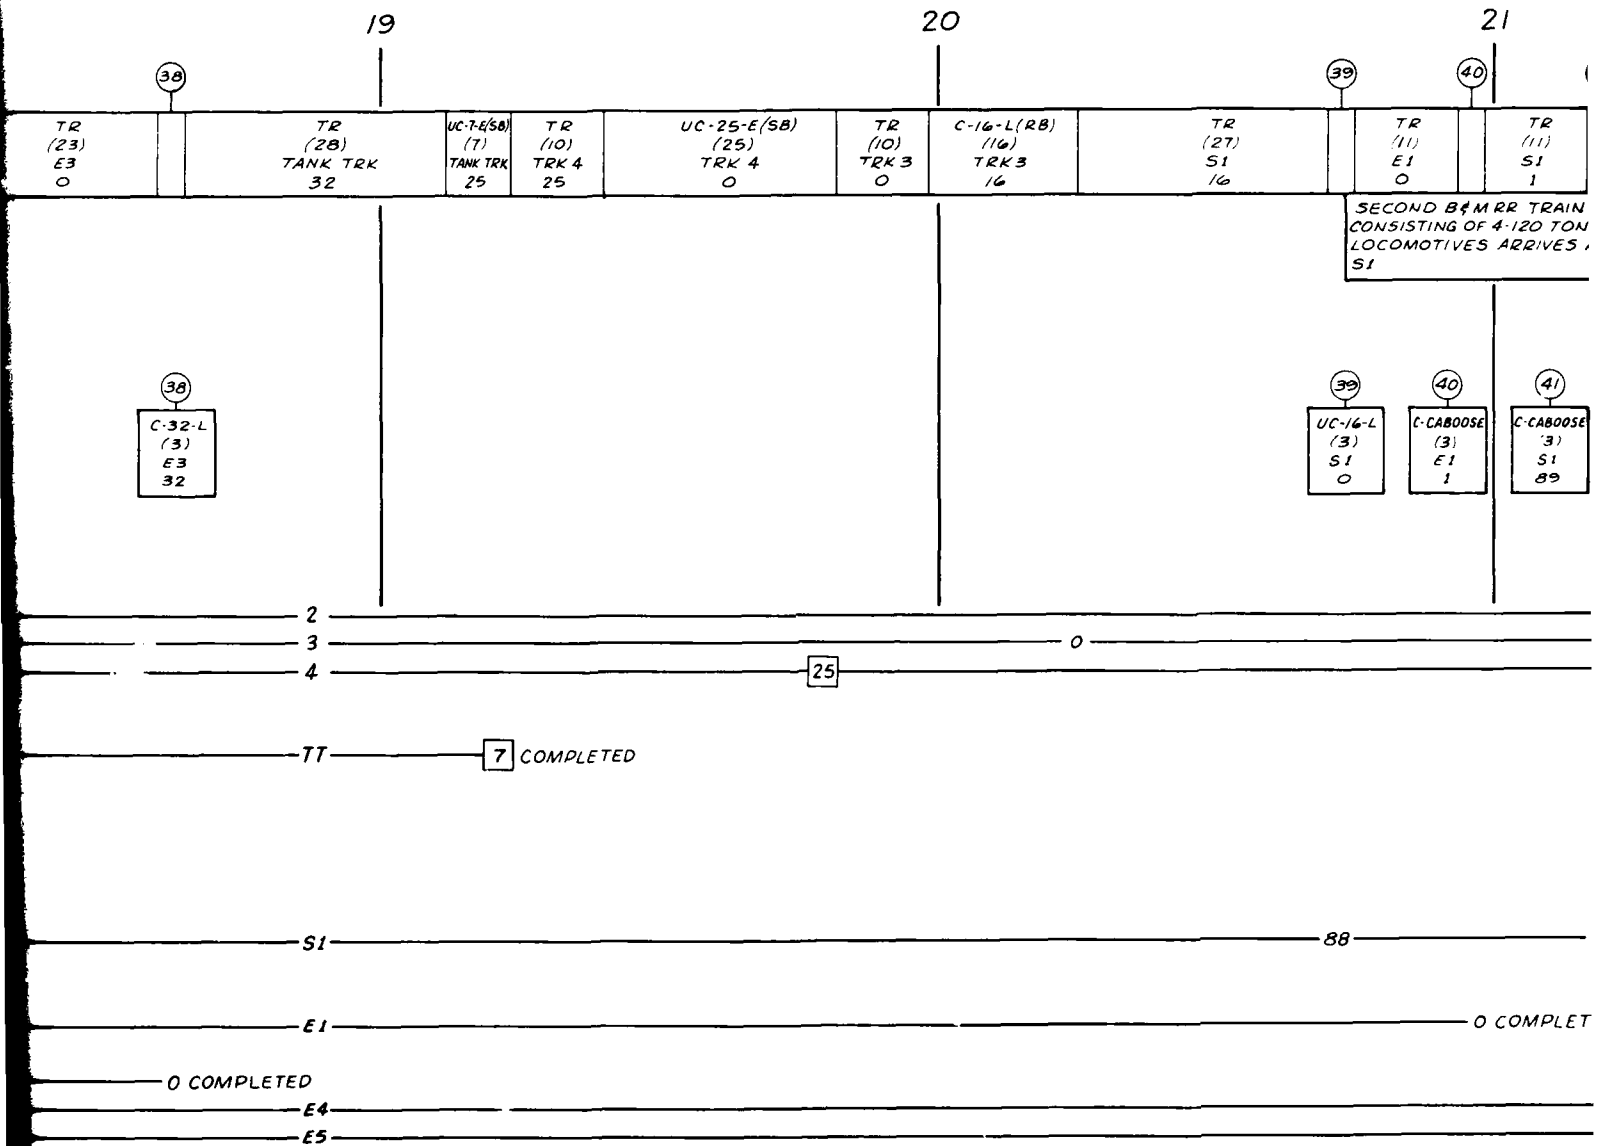 19
20
21
38
39
40
TR
(23)
E3
0
TR
(28)
TANK TRK
32
UC-7-E(SB)
(7)
TANK TRK
25
TR
(10)
TRK 4
25
UC-25-E(SB)
(25)
TRK 4
0
TR
(10)
TRK 3
0
C-16-L(RB)
(16)
TRK3
16
TR
(27)
S1
16
TR
(11)
E1
0
TR
(11)
S1
1
SECOND B&M RR TRAIN
CONSISTING OF 4-120 TON
LOCOMOTIVES ARRIVES
S1
38
C-32-L
(3)
E3
32
39
UC-16-L
(3)
S1
0
40
C-CABOOSE
(3)
E1
1
41
C-CABOOSE
(3)
S1
89
2
3 0
4 25
TT 7 COMPLETED
S1 88
E1 0 COMPLET
0 COMPLETED
E4
E5